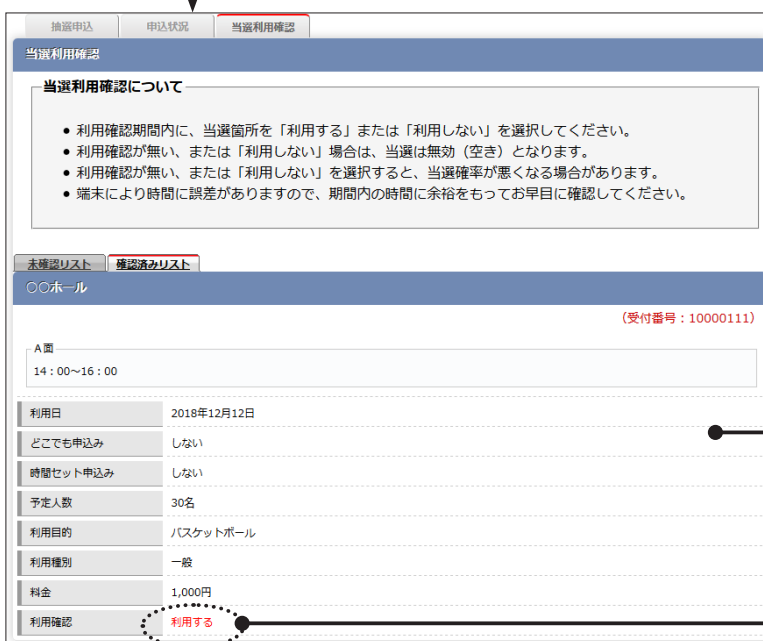 抽選申込 申込状況 当選利用確認
当選利用確認
当選利用確認について
● 利用確認期間内に、当選箇所を「利用する」または「利用しない」を選択してください。
● 利用確認が無い、または「利用しない」場合は、当選は無効（空き）となります。
● 利用確認が無い、または「利用しない」を選択すると、当選確率が悪くなる場合があります。
● 端末により時間に誤差がありますので、期間内の時間に余裕をもってお早目に確認してください。
未確認リスト 確認済みリスト
○○ホール
（受付番号：10000111）
A面
14：00～16：00
利用日 2018年12月12日
どこでも申込み しない
時間セット申込み しない
予定人数 30名
利用目的 バスケットボール
利用種別 一般
料金 1,000円
利用確認 利用する